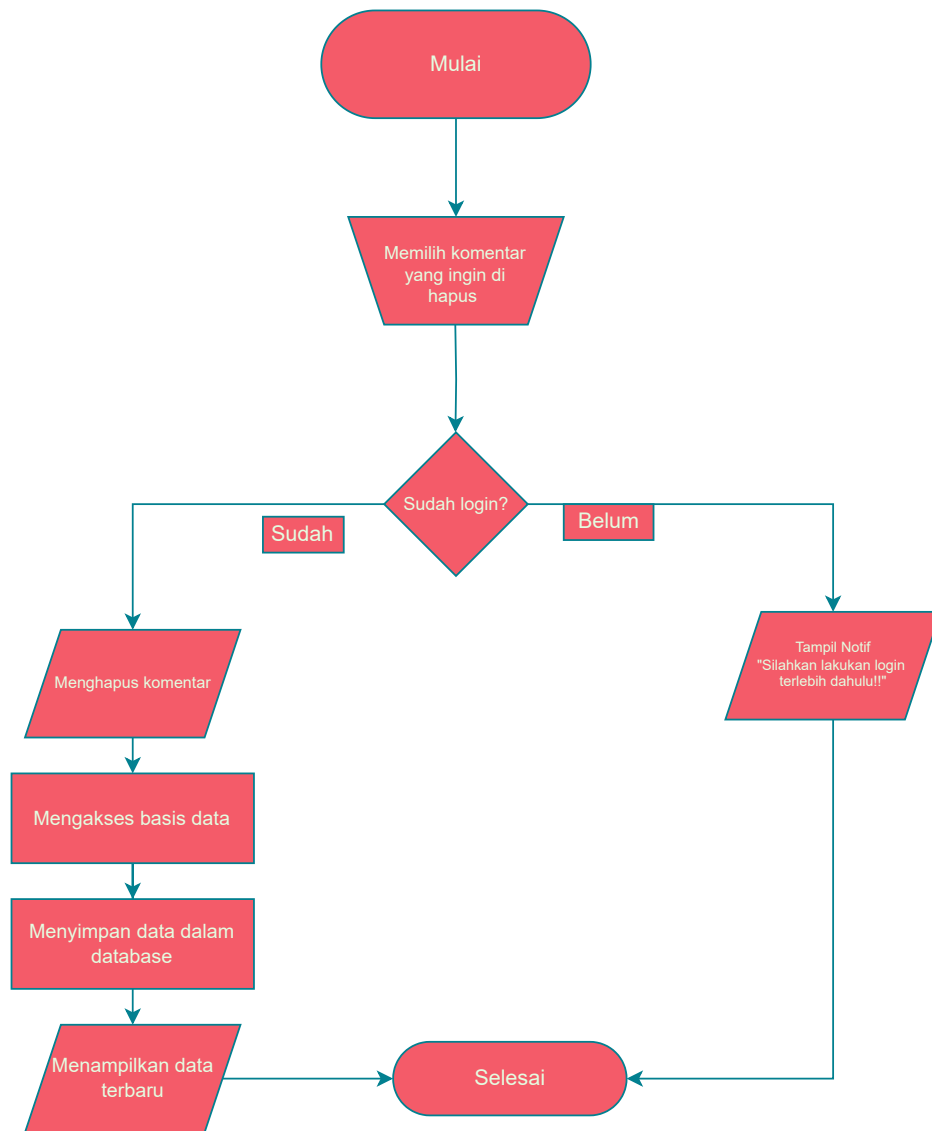 Mulai
Memilih komentar
yang ingin di
hapus
Sudah login?
Sudah
Belum
Menghapus komentar
Tampil Notif
"Silahkan lakukan login
terlebih dahulu!!"
Mengakses basis data
Menyimpan data dalam
database
Menampilkan data
terbaru
Selesai